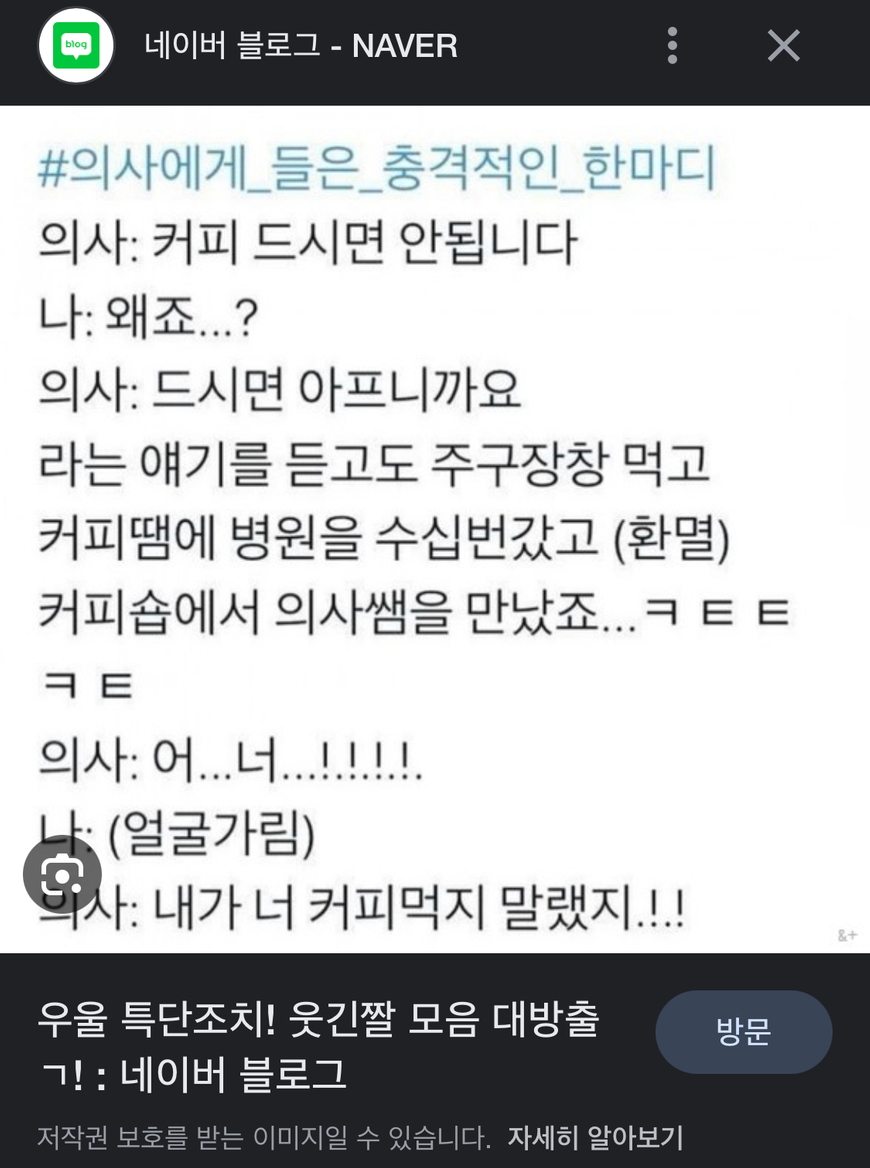 blog
네이버 블로그 - NAVER
#의사에게_들은_충격적인_한마디
의사: 커피 드시면 안됩니다
나: 왜죠...?
의사: 드시면 아프니까요
라는 얘기를 듣고도 주구장창 먹고
커피땜에 병원을 수십번갔고 (환멸)
커피숍에서 의사쌤을 만났죠...ㅋㅌㅌ
ㅋㅌ
의사: 어...너...!.!.!.!.
나: (얼굴가림)
의사: 내가 너 커피먹지 말랬지.!.!
&+
우울 특단조치! 웃긴짤 모음 대방출
ㄱ! : 네이버 블로그
방문
저작권 보호를 받는 이미지일 수 있습니다. 자세히 알아보기